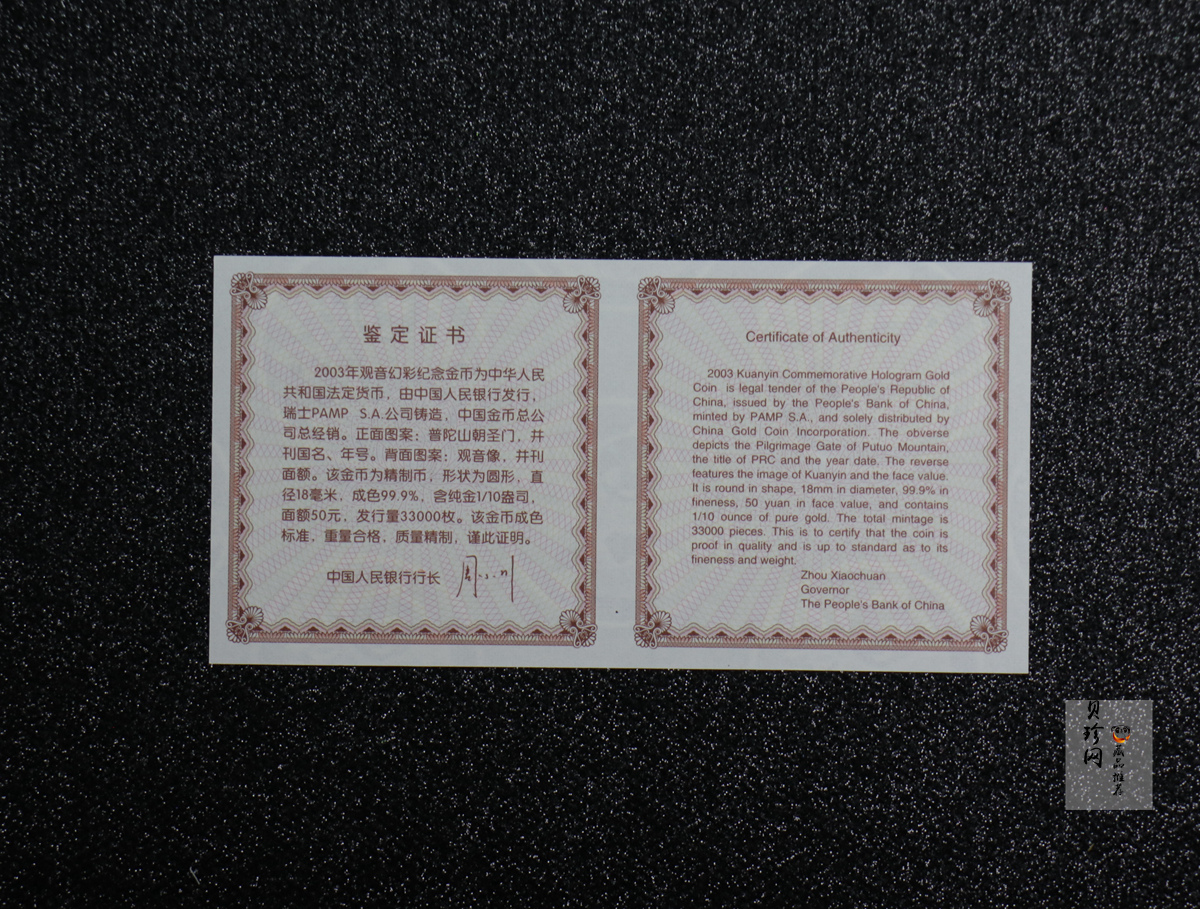 鉴定证书
2003年观音幻彩纪念金币为中华人民
共和国法定货币，由中国人民银行发行，
瑞士PAMP S.A.公司铸造，中国金币总公
司总经销。正面图案：普陀山朝圣门，并
刊国名、年号。背面图案：观音像，并刊
面额。该金币为精制币，形状为圆形，直
径18毫米，成色99.9%，含纯金1/10盎司，
面额50元，发行量33000枚。该金币成色
标准，重量合格，质量精制，谨此证明。
中国人民银行行长
Certificate of Authenticity
2003 Kuanyin Commemorative Hologram Gold
Coin is legal tender of the People's Republic of
China, issued by the People's Bank of China,
minted by PAMP S.A., and solely distributed by
China Gold Coin Incorporation. The obverse
depicts the Pilgrimage Gate of Putuo Mountain,
the title of PRC and the year date. The reverse
features the image of Kuanyin and the face value.
It is round in shape, 18mm in diameter, 99.9% in
fineness, 50 yuan in face value, and contains
1/10 ounce of pure gold. The total mintage is
33000 pieces. This is to certify that the coin is
proof in quality and is up to standard as to its
fineness and weight.
Zhou Xiaochuan
Governor
The People's Bank of China
贝珍网
藏品推荐